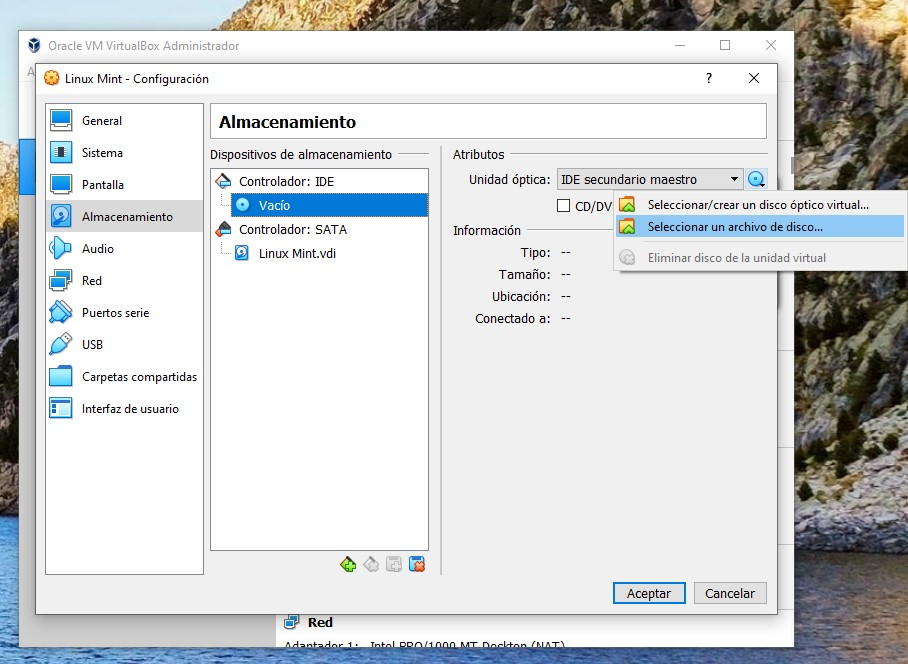 Oracle VM VirtualBox Administrador
A
Linux Mint - Configuración
?
General
Sistema
Pantalla
Almacenamiento
Audio
Red
Puertos serie
USB
Carpetas compartidas
Interfaz de usuario
Almacenamiento
Dispositivos de almacenamiento
Controlador: IDE
Vacío
Controlador: SATA
Linux Mint.vdi
Atributos
Unidad óptica: IDE secundario maestro
CD/DV
Seleccionar/crear un disco óptico virtual...
Seleccionar un archivo de disco...
Eliminar disco de la unidad virtual
Información
Tipo: --
Tamaño: --
Ubicación: --
Conectado a: --
Aceptar
Cancelar
Red
Adaptador 1: Intel PRO/1000 MT Desktop (NAT)